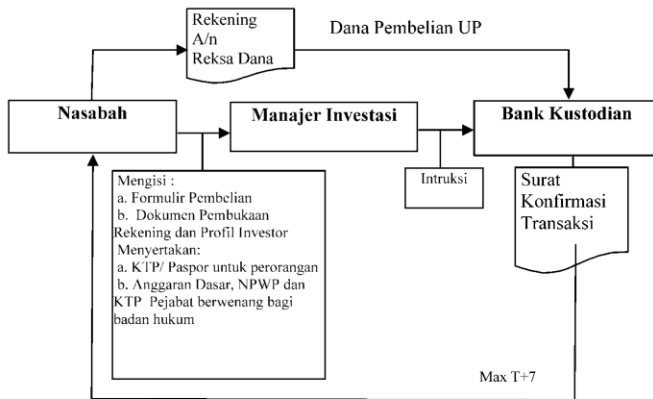 Rekening
A/n
Reksa Dana
Dana Pembelian UP
Nasabah
Manajer Investasi
Bank Kustodian
Mengisi :
a. Formulir Pembelian
b. Dokumen Pembukaan
Rekening dan Profil Investor
Menyertakan:
a. KTP/ Paspor untuk perorangan
b. Anggaran Dasar, NPWP dan
KTP Pejabat berwenang bagi
badan hukum
Intruksi
Surat
Konfirmasi
Transaksi
Max T+7